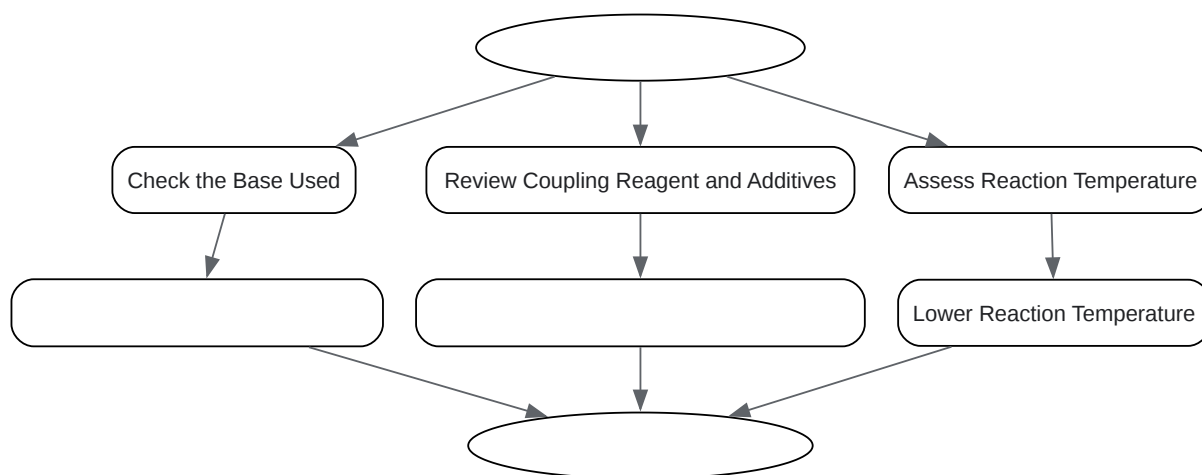 Check the Base Used
Review Coupling Reagent and Additives
Assess Reaction Temperature
Lower Reaction Temperature